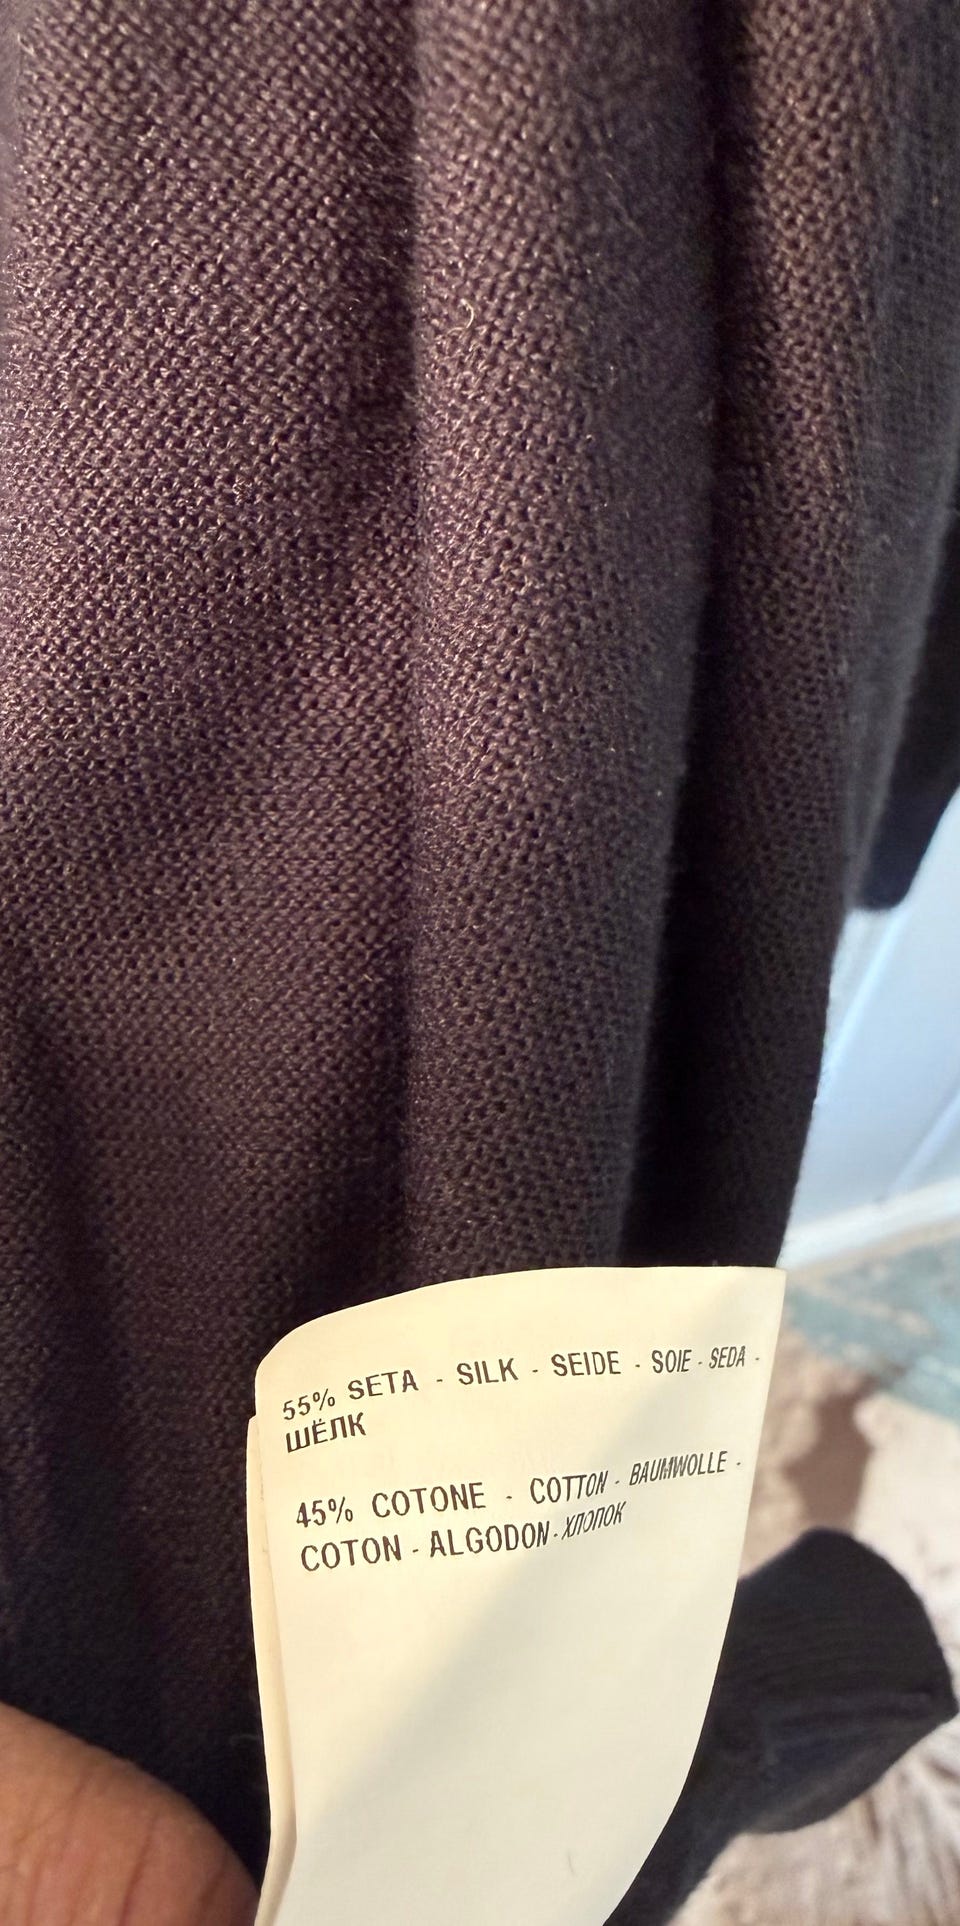 55% SETA - SILK - SEIDE - SOIE - SEDA -
ШЁЛК
45% COTONE - COTTON - BAUMWOLLE -
COTON - ALGODON - ХЛОПОК